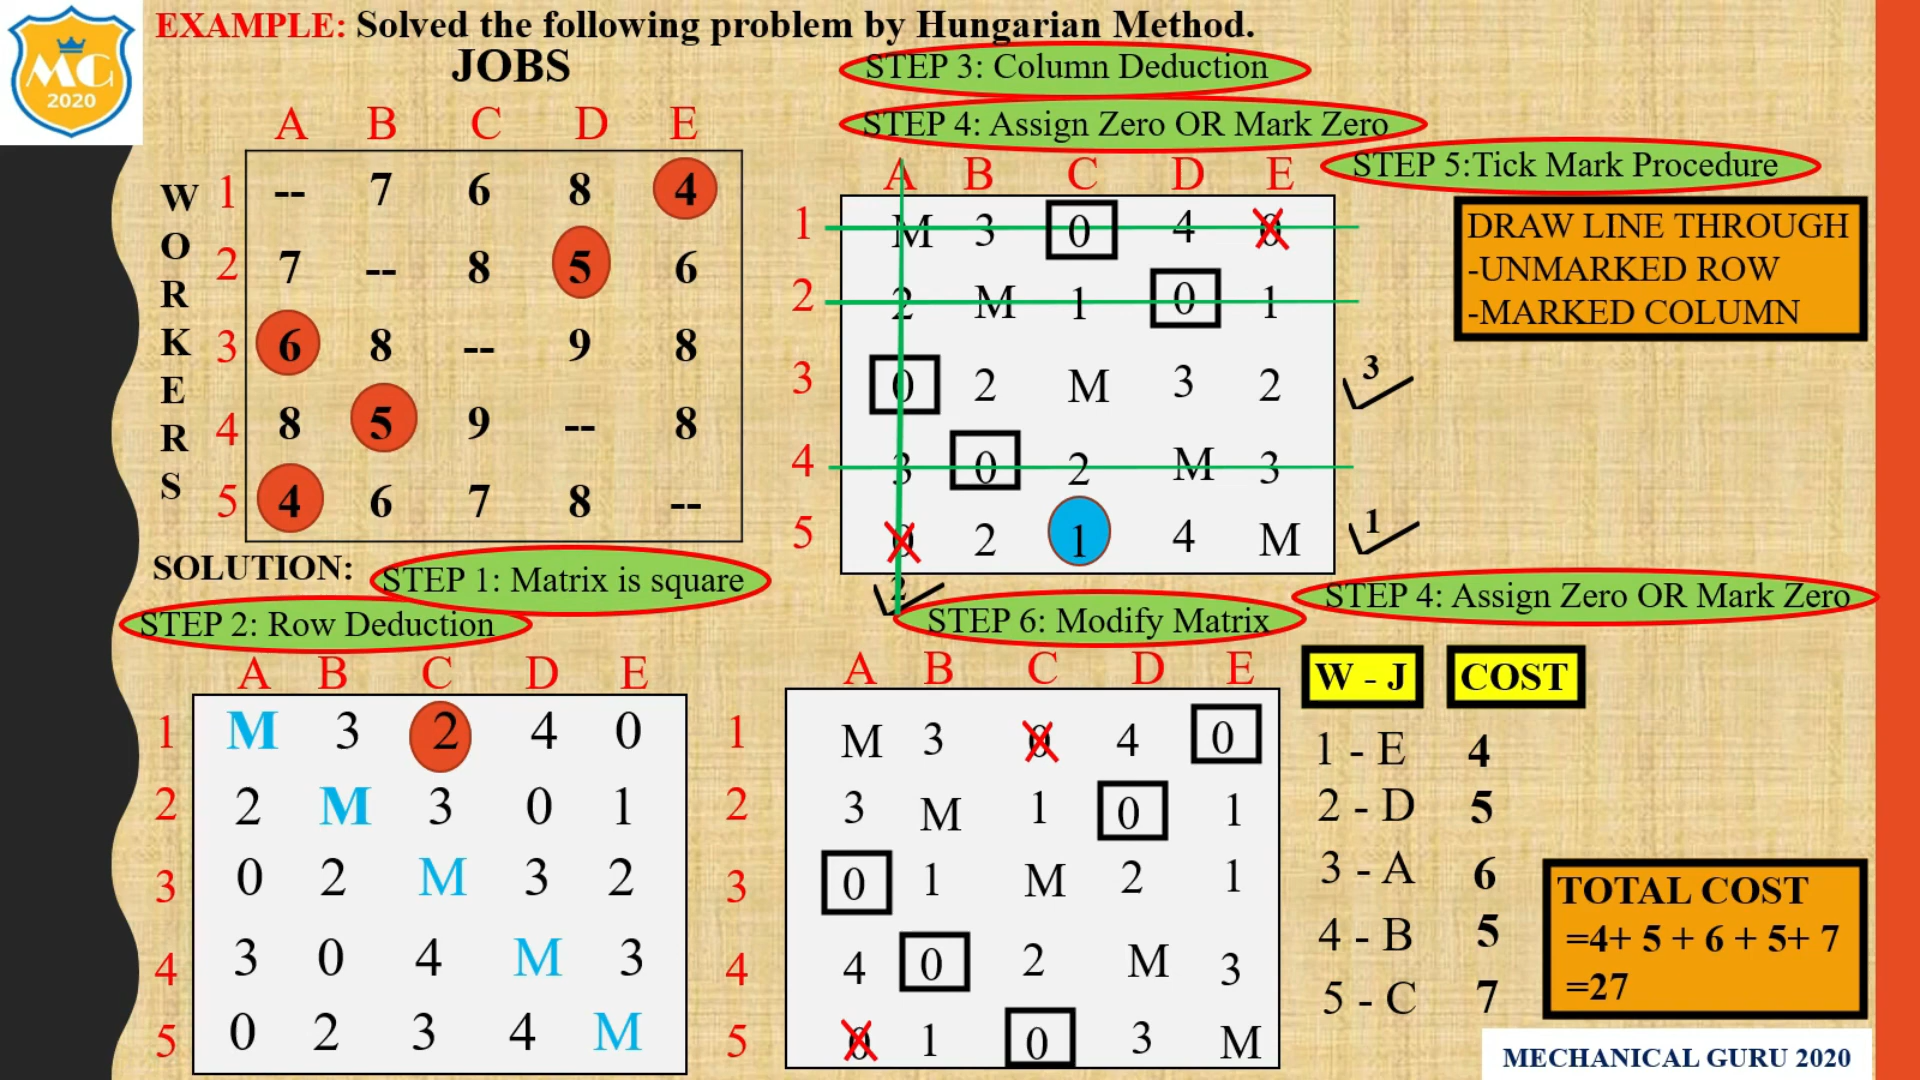 MG
2020
EXAMPLE: Solved the following problem by Hungarian Method.
JOBS
A B C D E
WORKERS
1 -- 7 6 8 4
2 7 -- 8 5 6
3 6 8 -- 9 8
4 8 5 9 -- 8
5 4 6 7 8 --
SOLUTION:
STEP 1: Matrix is square
STEP 2: Row Deduction
A B C D E
1 M 3 2 4 0
2 2 M 3 0 1
3 0 2 M 3 2
4 3 0 4 M 3
5 0 2 3 4 M
STEP 3: Column Deduction
STEP 4: Assign Zero OR Mark Zero
A B C D E
1 M 3 0 4 0
2 2 M 1 0 1
3 0 2 M 3 2 3
4 3 0 2 M 3
5 0 2 1 4 M 1
2
STEP 5:Tick Mark Procedure
DRAW LINE THROUGH
-UNMARKED ROW
-MARKED COLUMN
STEP 6: Modify Matrix
A B C D E
1 M 3 0 4 0
2 3 M 1 0 1
3 0 1 M 2 1
4 4 0 2 M 3
5 0 1 0 3 M
STEP 4: Assign Zero OR Mark Zero
W - J COST
1 - E 4
2 - D 5
3 - A 6
4 - B 5
5 - C 7
TOTAL COST
=4+ 5 + 6 + 5+ 7
=27
MECHANICAL GURU 2020